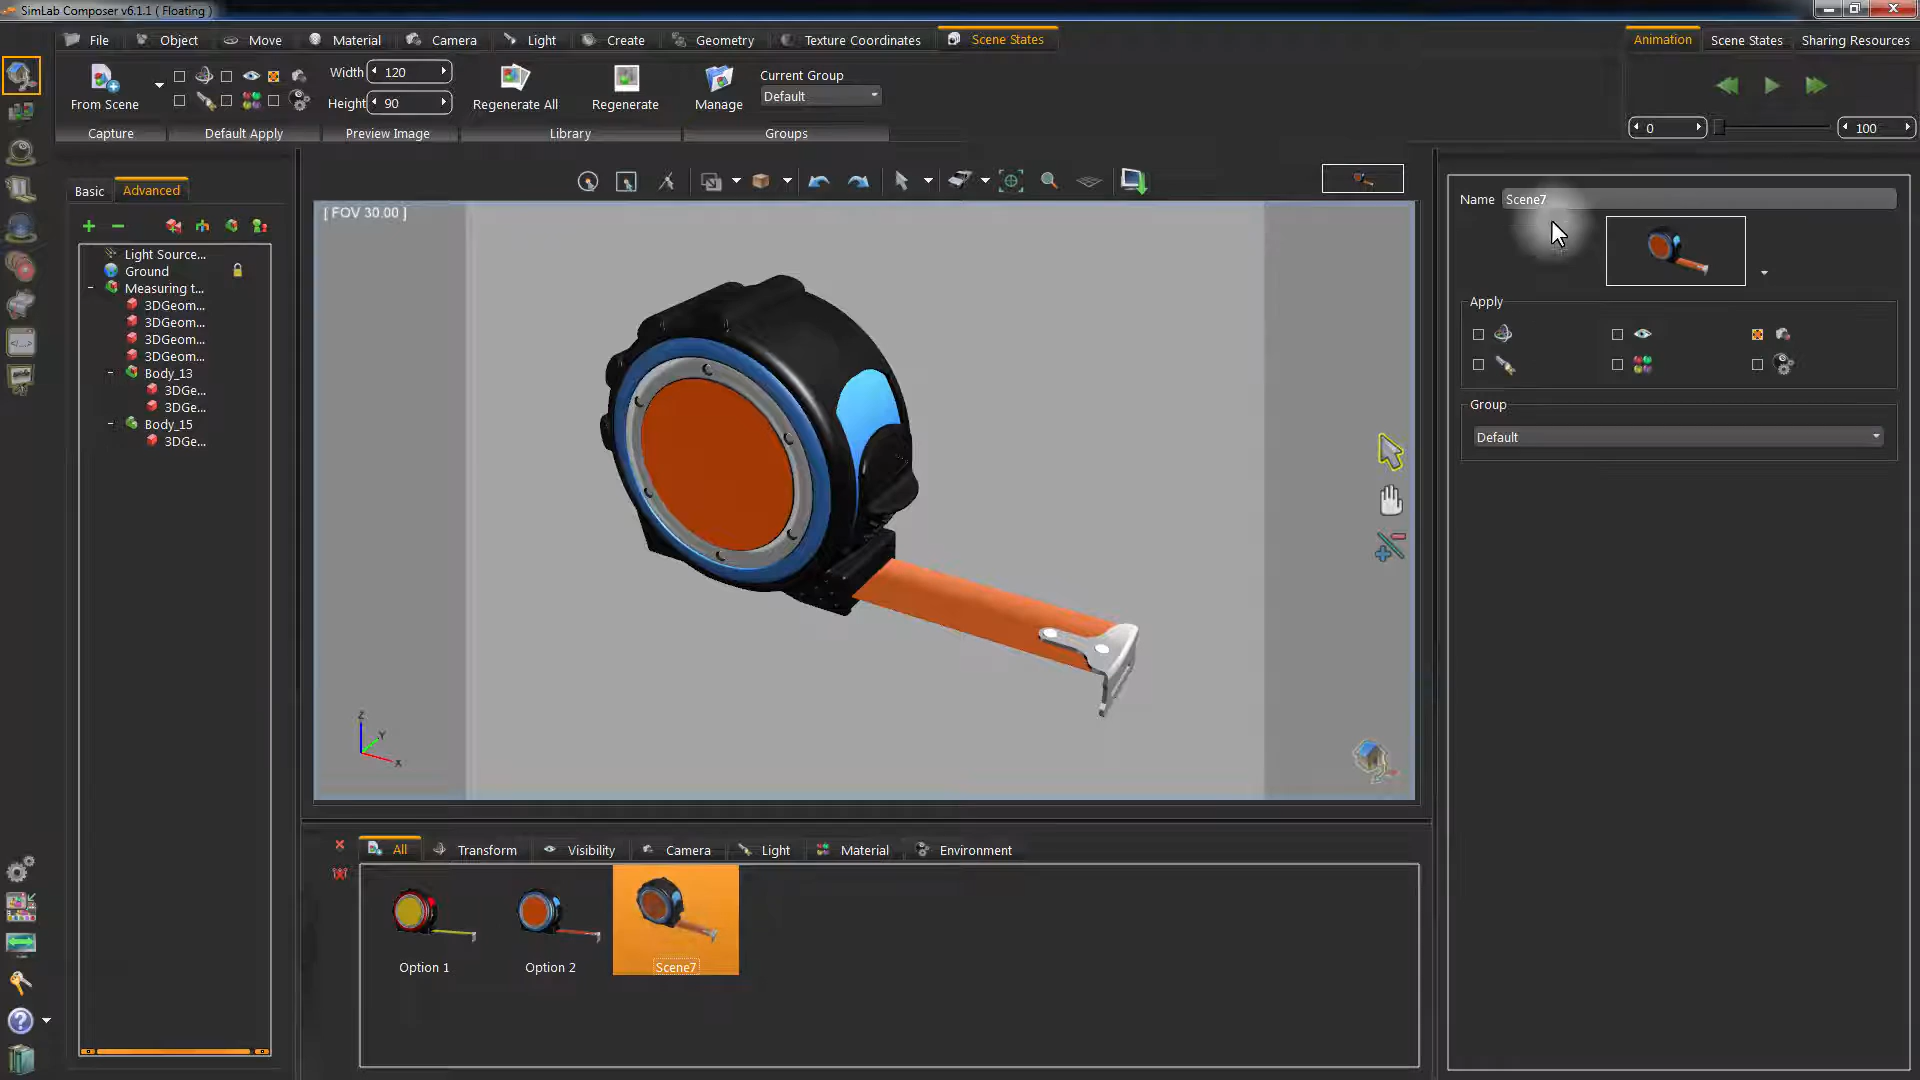 SimLab Composer v6.1.1 ( Floating )
File Object Move Material Camera Light Create Geometry Texture Coordinates Scene States
Animation Scene States Sharing Resources
From Scene
Width 120
Height 90
Regenerate All Regenerate Manage
Current Group
Default
Capture Default Apply Preview Image Library Groups
0 100
Basic Advanced
[ FOV 30.00 ]
Light Source...
Ground
Measuring t...
3DGeom...
3DGeom...
3DGeom...
3DGeom...
Body_13
3DGe...
3DGe...
Body_15
3DGe...
Z
Y
X
Name Scene7
Apply
Group
Default
All Transform Visibility Camera Light Material Environment
Option 1 Option 2 Scene7